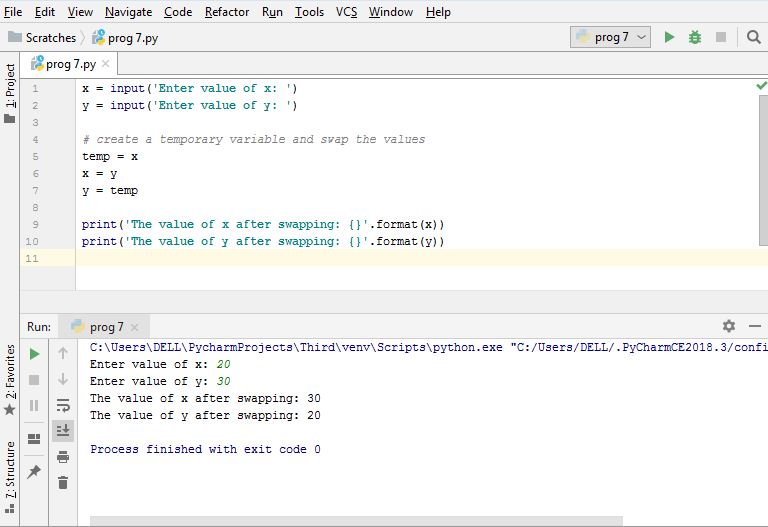 File Edit View Navigate Code Refactor Run Tools VCS Window Help
Scratches prog 7.py prog 7
prog 7.py
1: Project
1 x = input('Enter value of x: ')
2 y = input('Enter value of y: ')
3
4 # create a temporary variable and swap the values
5 temp = x
6 x = y
7 y = temp
8
9 print('The value of x after swapping: {}'.format(x))
10 print('The value of y after swapping: {}'.format(y))
11
Run: prog 7
C:\Users\DELL\PycharmProjects\Third\venv\Scripts\python.exe "C:/Users/DELL/.PyCharmCE2018.3/confi
Enter value of x: 20
Enter value of y: 30
The value of x after swapping: 30
The value of y after swapping: 20
Process finished with exit code 0
2: Favorites
7: Structure